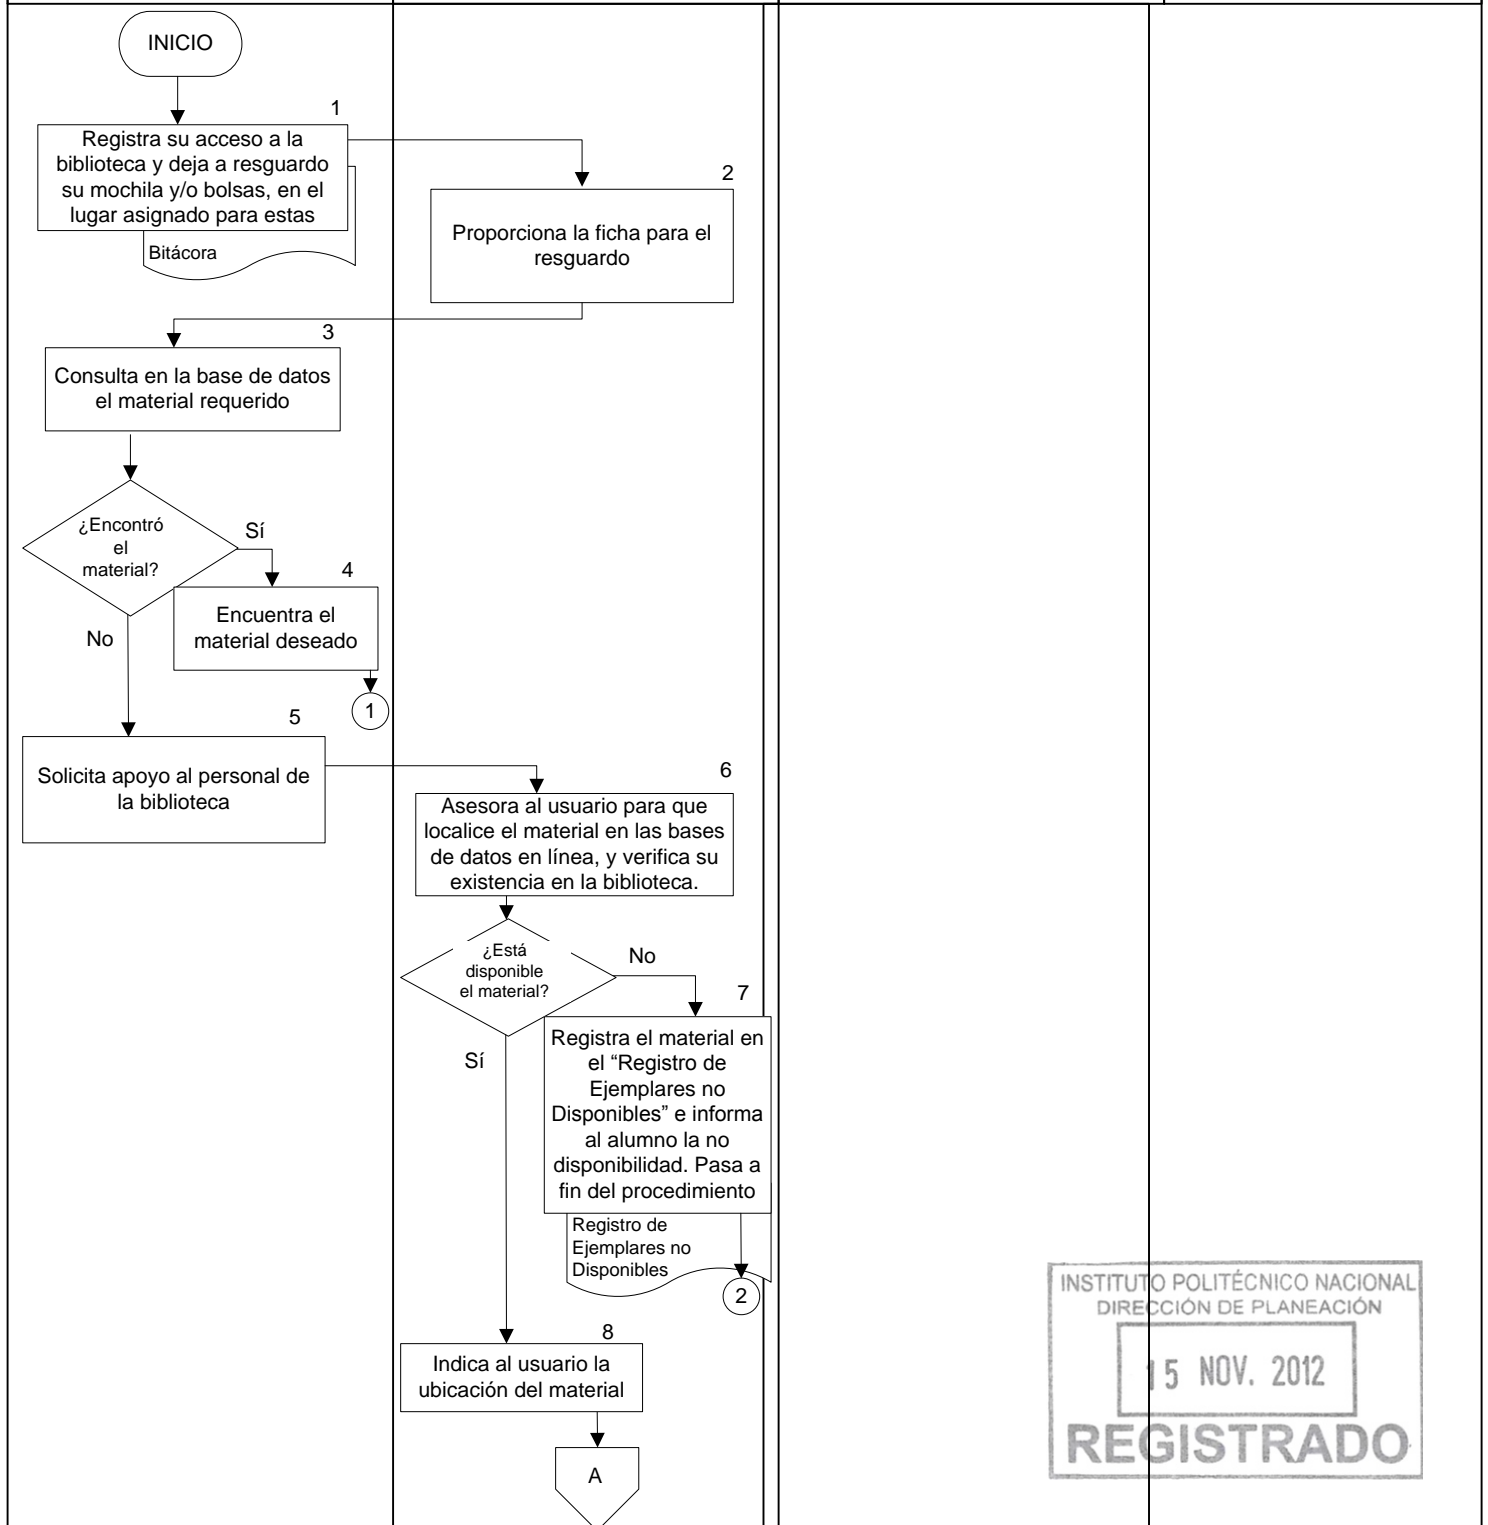 INICIO
1
Registra su acceso a la
biblioteca y deja a resguardo
su mochila y/o bolsas, en el
lugar asignado para estas
Bitácora
2
Proporciona la ficha para el
resguardo
3
Consulta en la base de datos
el material requerido
¿Encontró
el
material?
Sí
No
4
Encuentra el
material deseado
1
5
Solicita apoyo al personal de
la biblioteca
6
Asesora al usuario para que
localice el material en las bases
de datos en línea, y verifica su
existencia en la biblioteca.
¿Está
disponible
el material?
No
Sí
7
Registra el material en
el “Registro de
Ejemplares no
Disponibles” e informa
al alumno la no
disponibilidad. Pasa a
fin del procedimiento
Registro de
Ejemplares no
Disponibles
2
8
Indica al usuario la
ubicación del material
A
INSTITUTO POLITÉCNICO NACIONAL
DIRECCIÓN DE PLANEACIÓN
15 NOV. 2012
REGISTRADO